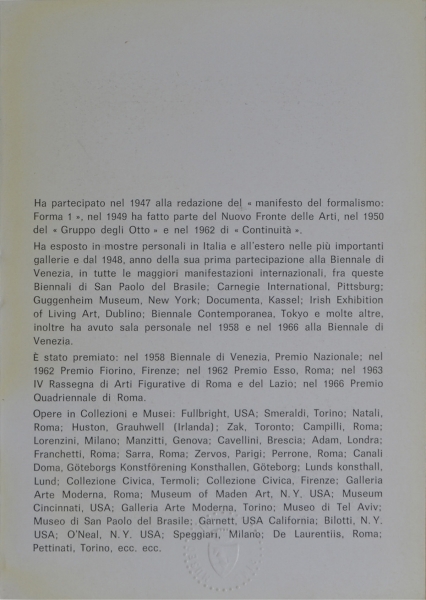 Ha partecipato nel 1947 alla redazione del « manifesto del formalismo:
Forma 1 », nel 1949 ha fatto parte del Nuovo Fronte delle Arti, nel 1950
del « Gruppo degli Otto » e nel 1962 di « Continuità ».
Ha esposto in mostre personali in Italia e all'estero nelle più importanti
gallerie e dal 1948, anno della sua prima partecipazione alla Biennale di
Venezia, in tutte le maggiori manifestazioni internazionali, fra queste
Biennali di San Paolo del Brasile; Carnegie International, Pittsburg;
Guggenheim Museum, New York; Documenta, Kassel; Irish Exhibition
of Living Art, Dublino; Biennale Contemporanea, Tokyo e molte altre,
inoltre ha avuto sala personale nel 1958 e nel 1966 alla Biennale di
Venezia.
È stato premiato: nel 1958 Biennale di Venezia, Premio Nazionale; nel
1962 Premio Fiorino, Firenze; nel 1962 Premio Esso, Roma; nel 1963
IV Rassegna di Arti Figurative di Roma e del Lazio; nel 1966 Premio
Quadriennale di Roma.
Opere in Collezioni e Musei: Fullbright, USA; Smeraldi, Torino; Natali,
Roma; Huston, Grauhwell (Irlanda); Zak, Toronto; Campilli, Roma;
Lorenzini, Milano; Manzitti, Genova; Cavellini, Brescia; Adam, Londra;
Franchetti, Roma; Sarra, Roma; Zervos, Parigi; Perrone, Roma; Canali
Doma, Göteborgs Konstförening Konsthallen, Göteborg; Lunds konsthall,
Lund; Collezione Civica, Termoli; Collezione Civica, Firenze; Galleria
Arte Moderna, Roma; Museum of Maden Art, N.Y. USA; Museum
Cincinnati, USA; Galleria Arte Moderna, Torino; Museo di Tel Aviv;
Museo di San Paolo del Brasile; Garnett, USA California; Bilotti, N.Y.
USA; O'Neal, N.Y. USA; Speggiari, Milano; De Laurentiis, Roma;
Pettinati, Torino, ecc. ecc.